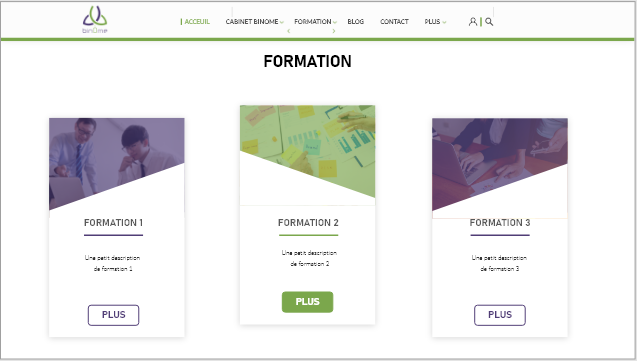 binôme
ACCEUIL CABINET BINOME FORMATION BLOG CONTACT PLUS
FORMATION
FORMATION 1
Une petit description
de formation 1
PLUS
FORMATION 2
Une petit description
de formation 2
PLUS
FORMATION 3
Une petit description
de formation 3
PLUS